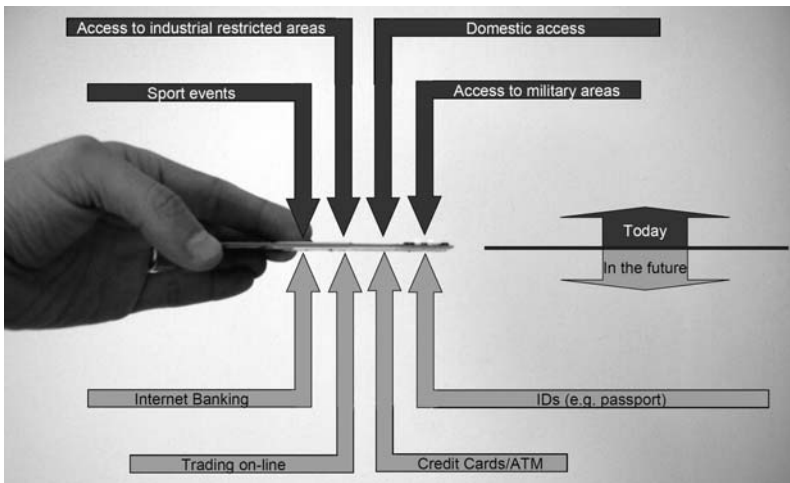 Access to industrial restricted areas
Domestic access
Sport events
Access to military areas
Today
In the future
Internet Banking
IDs (e.g. passport)
Trading on-line
Credit Cards/ATM